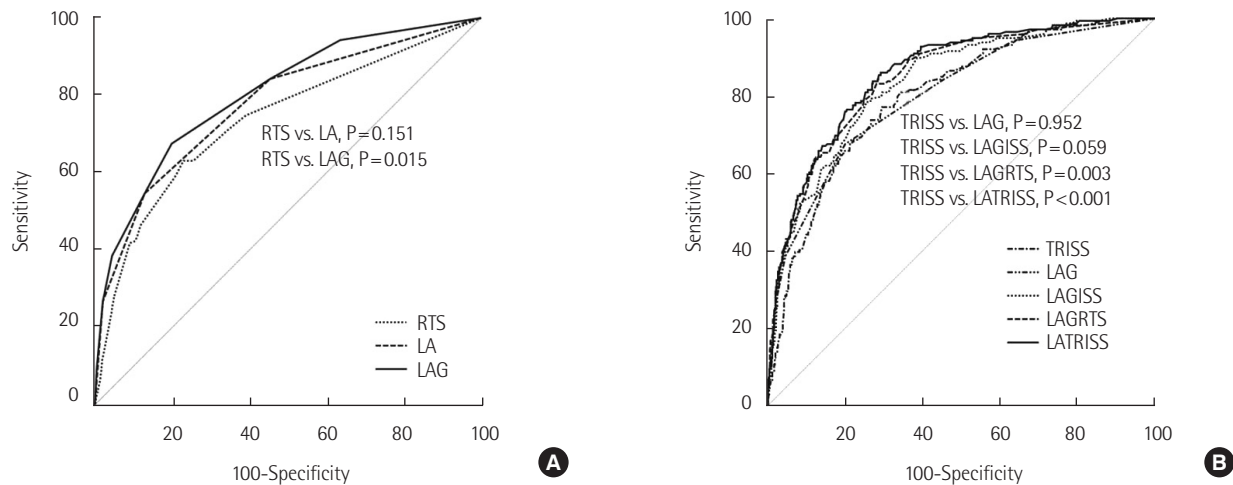 100
80
60
40
20
0
Sensitivity
RTS vs. LA, P=0.151
RTS vs. LAG, P=0.015
RTS
LA
LAG
20 40 60 80 100
100-Specificity
A
100
80
60
40
20
0
Sensitivity
TRISS vs. LAG, P=0.952
TRISS vs. LAGISS, P=0.059
TRISS vs. LAGRTS, P=0.003
TRISS vs. LATRISS, P<0.001
TRISS
LAG
LAGISS
LAGRTS
LATRISS
20 40 60 80 100
100-Specificity
B